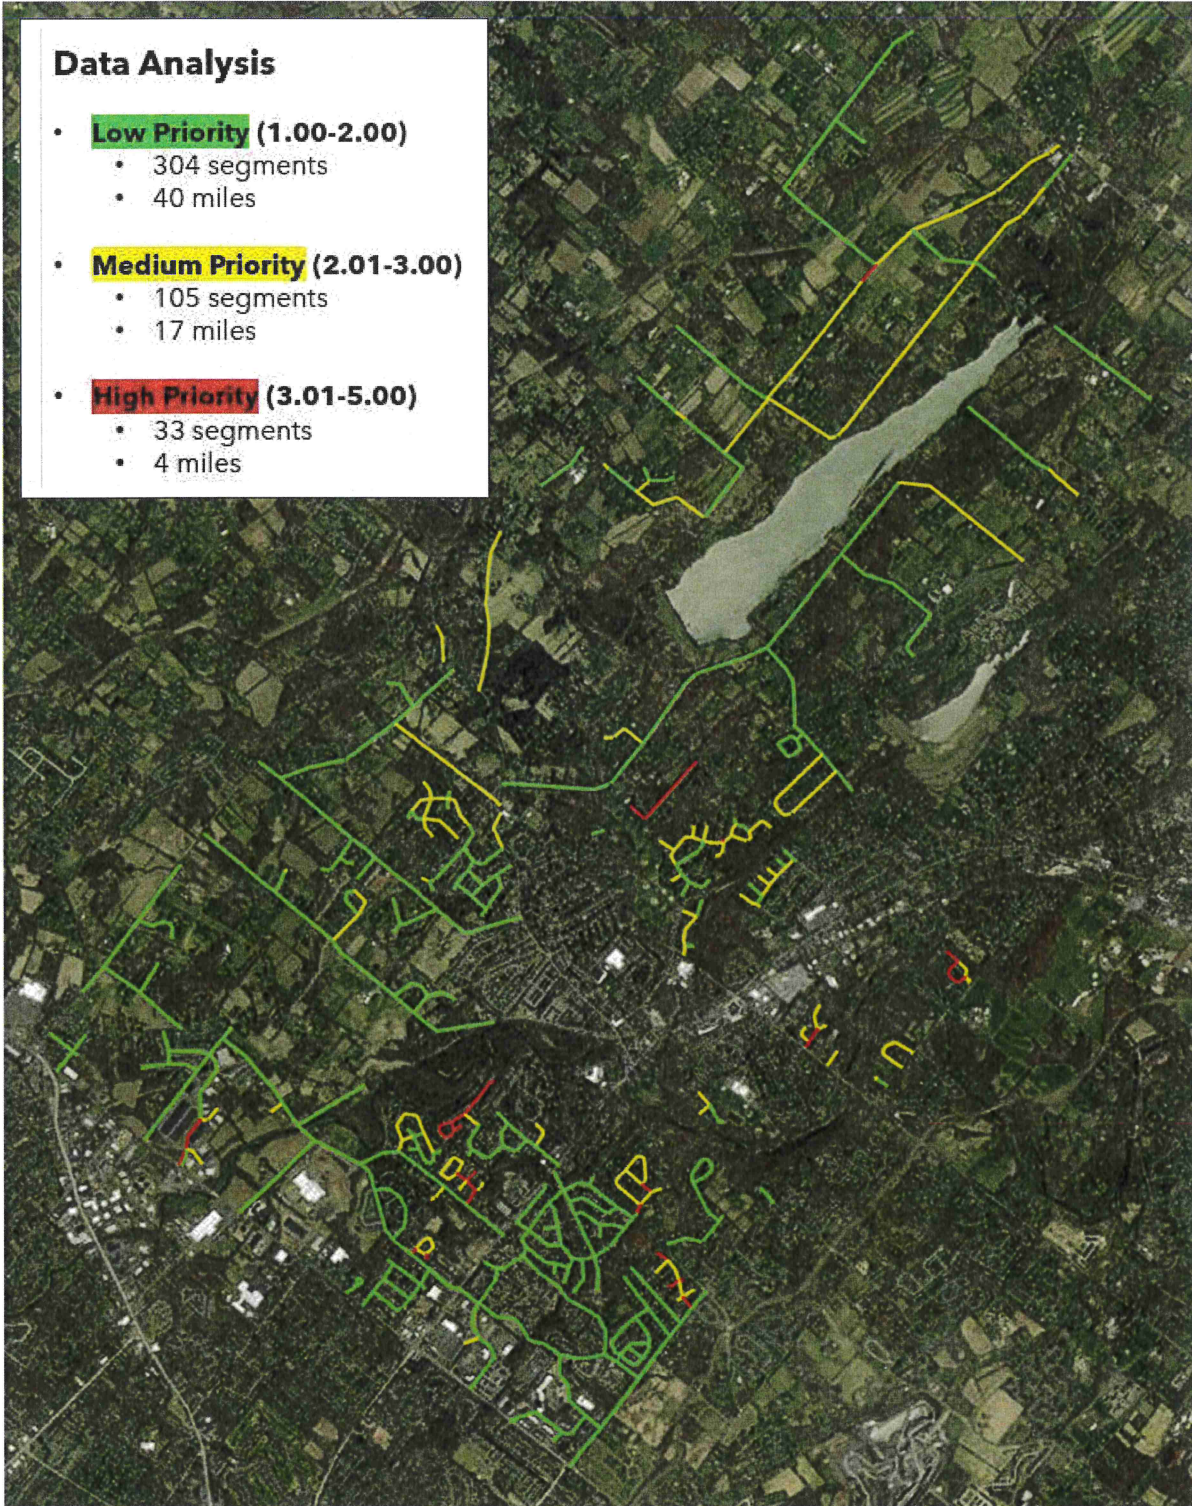 Data Analysis
• Low Priority (1.00-2.00)
• 304 segments
• 40 miles
• Medium Priority (2.01-3.00)
• 105 segments
• 17 miles
• High Priority (3.01-5.00)
• 33 segments
• 4 miles